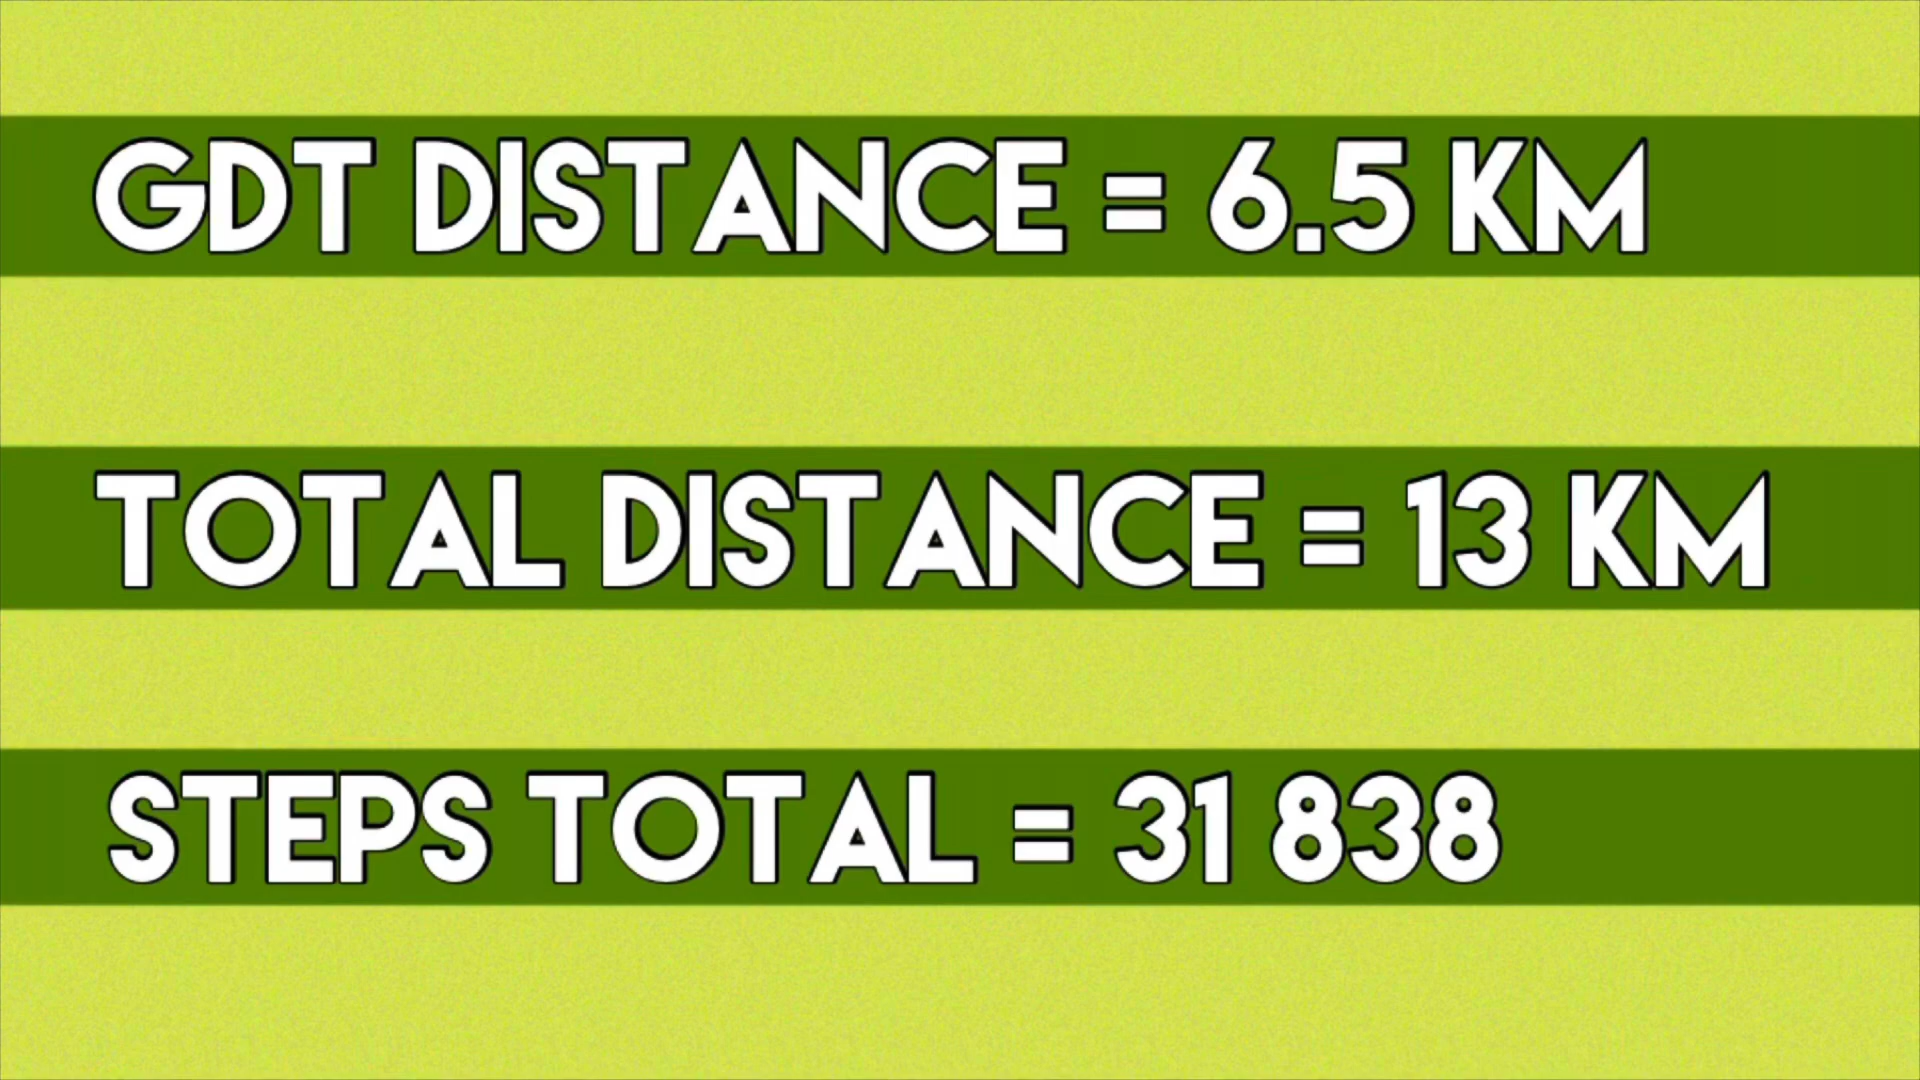 GDT DISTANCE = 6.5 KM
TOTAL DISTANCE = 13 KM
STEPS TOTAL = 31 838